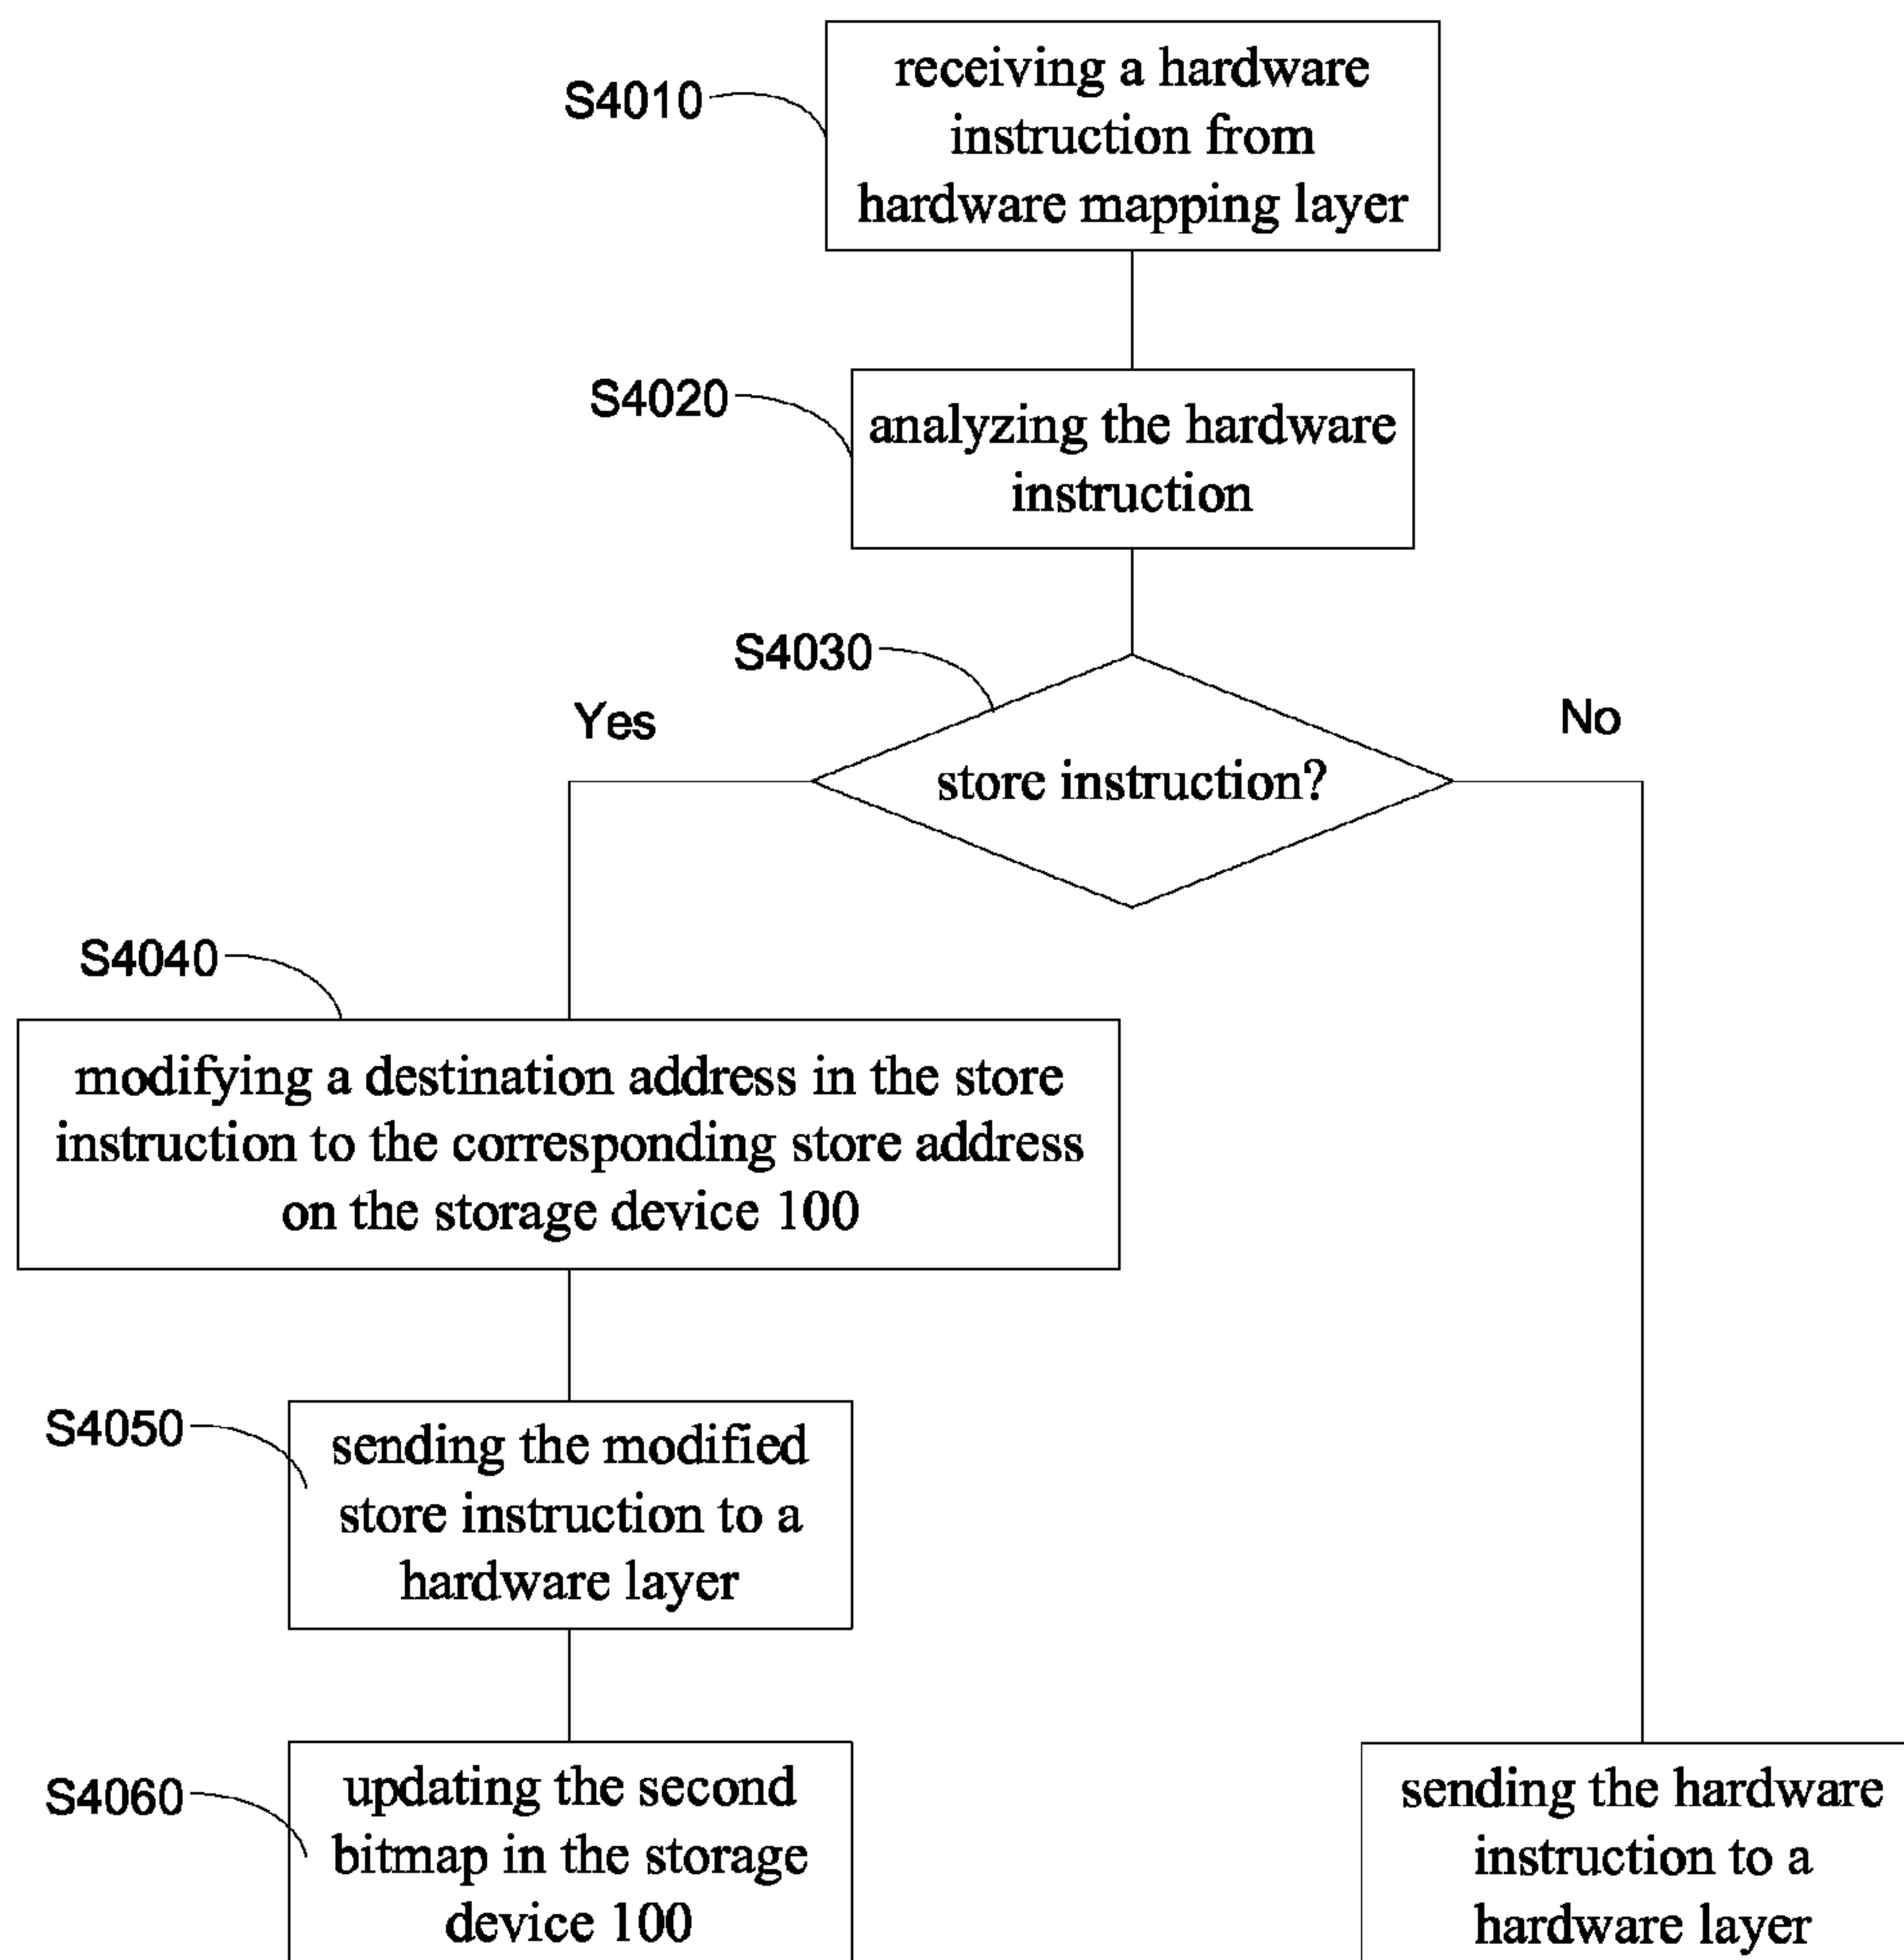 S4010
receiving a hardware
instruction from
hardware mapping layer
S4020
analyzing the hardware
instruction
S4030
Yes
No
store instruction?
S4040
modifying a destination address in the store
instruction to the corresponding store address
on the storage device 100
S4050
sending the modified
store instruction to a
hardware layer
S4060
updating the second
bitmap in the storage
device 100
sending the hardware
instruction to a
hardware layer